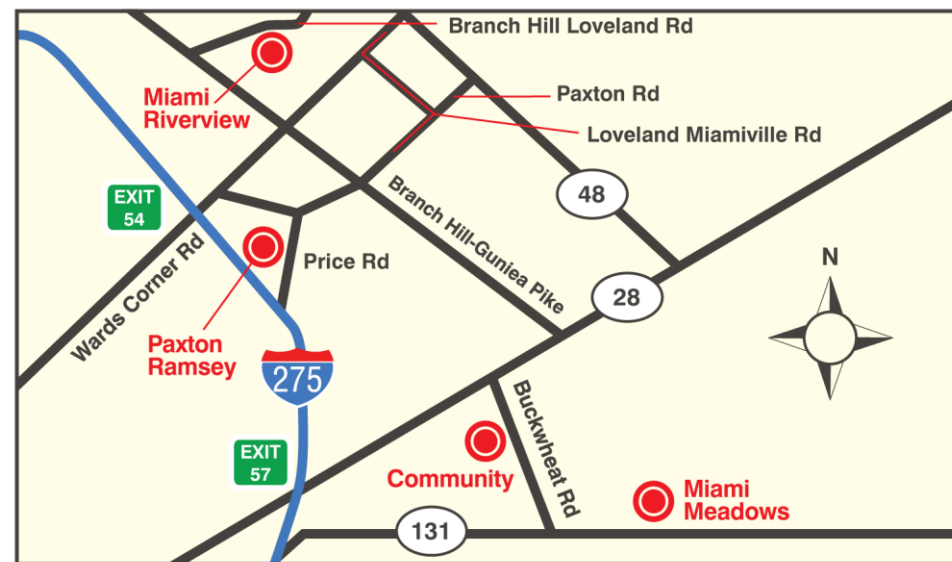 Branch Hill Loveland Rd
Miami
Riverview
Paxton Rd
Loveland Miamiville Rd
EXIT
54
48
Branch Hill-Guniea Pike
Wards Corner Rd
Price Rd
N
28
Paxton
Ramsey
275
Buckwheat Rd
EXIT
57
Community
Miami
Meadows
131